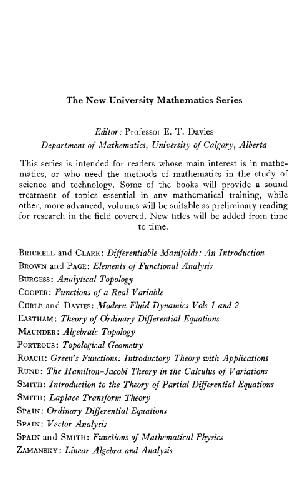 The New University Mathematics Series
Editor: Professor E. T. Davies
Department of Mathematics, University of Calgary, Alberta
This series is intended for readers whose main interest is in mathe-
matics, or who need the methods of mathematics in the study of
science and technology. Some of the books will provide a sound
treatment of topics essential in any mathematical training, while
other, more advanced, volumes will be suitable as preliminary reading
for research in the field covered. New titles will be added from time
to time.
BRICKELL and CLARK: Differentiable Manifolds: An Introduction
BROWN and PAGE: Elements of Functional Analysis
BURGESS: Analytical Topology
COOPER: Functions of a Real Variable
CURLE and DAVIES: Modern Fluid Dynamics Vols 1 and 2
EASTHAM: Theory of Ordinary Differential Equations
MAUNDER: Algebraic Topology
PORTEOUS: Topological Geometry
ROACH: Green's Functions: Introductory Theory with Applications
RUND: The Hamilton-Jacobi Theory in the Calculus of Variations
SMITH: Introduction to the Theory of Partial Differential Equations
SMITH: Laplace Transform Theory
SPAIN: Ordinary Differential Equations
SPAIN: Vector Analysis
SPAIN and SMITH: Functions of Mathematical Physics
ZAMANSKY: Linear Algebra and Analysis